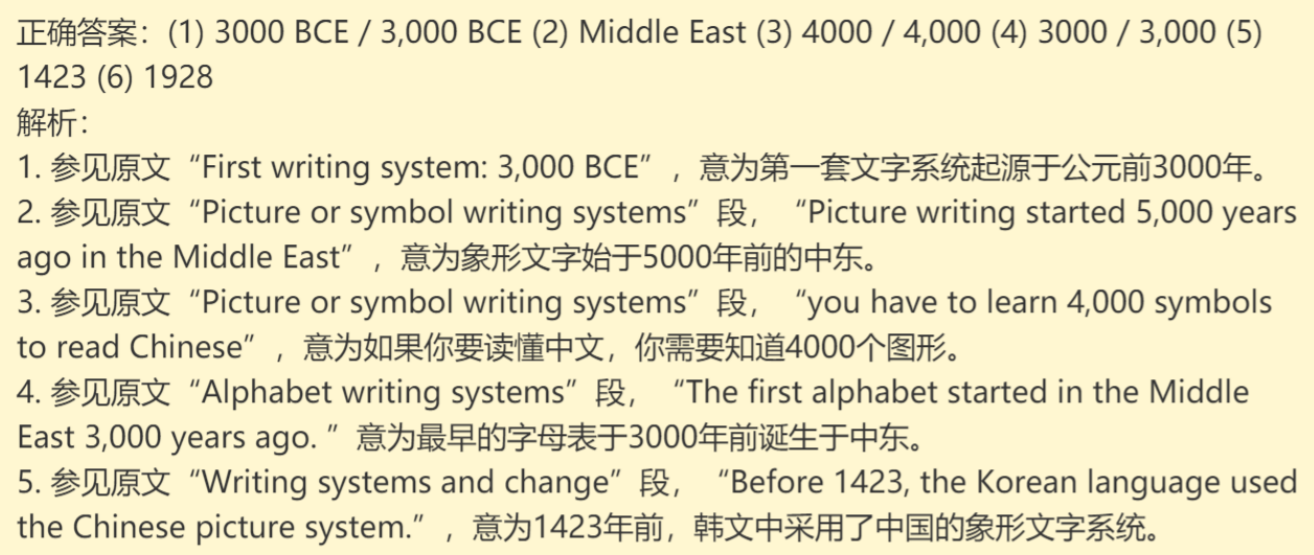 正确答案：(1) 3000 BCE / 3,000 BCE (2) Middle East (3) 4000 / 4,000 (4) 3000 / 3,000 (5)
1423 (6) 1928
解析：
1. 参见原文“First writing system: 3,000 BCE”，意为第一套文字系统起源于公元前3000年。
2. 参见原文“Picture or symbol writing systems”段，“Picture writing started 5,000 years
ago in the Middle East”，意为象形文字始于5000年前的中东。
3. 参见原文“Picture or symbol writing systems”段，“you have to learn 4,000 symbols
to read Chinese”，意为如果你要读懂中文，你需要知道4000个图形。
4. 参见原文“Alphabet writing systems”段，“The first alphabet started in the Middle
East 3,000 years ago. ”意为最早的字母表于3000年前诞生于中东。
5. 参见原文“Writing systems and change”段，“Before 1423, the Korean language used
the Chinese picture system.”，意为1423年前，韩文中采用了中国的象形文字系统。